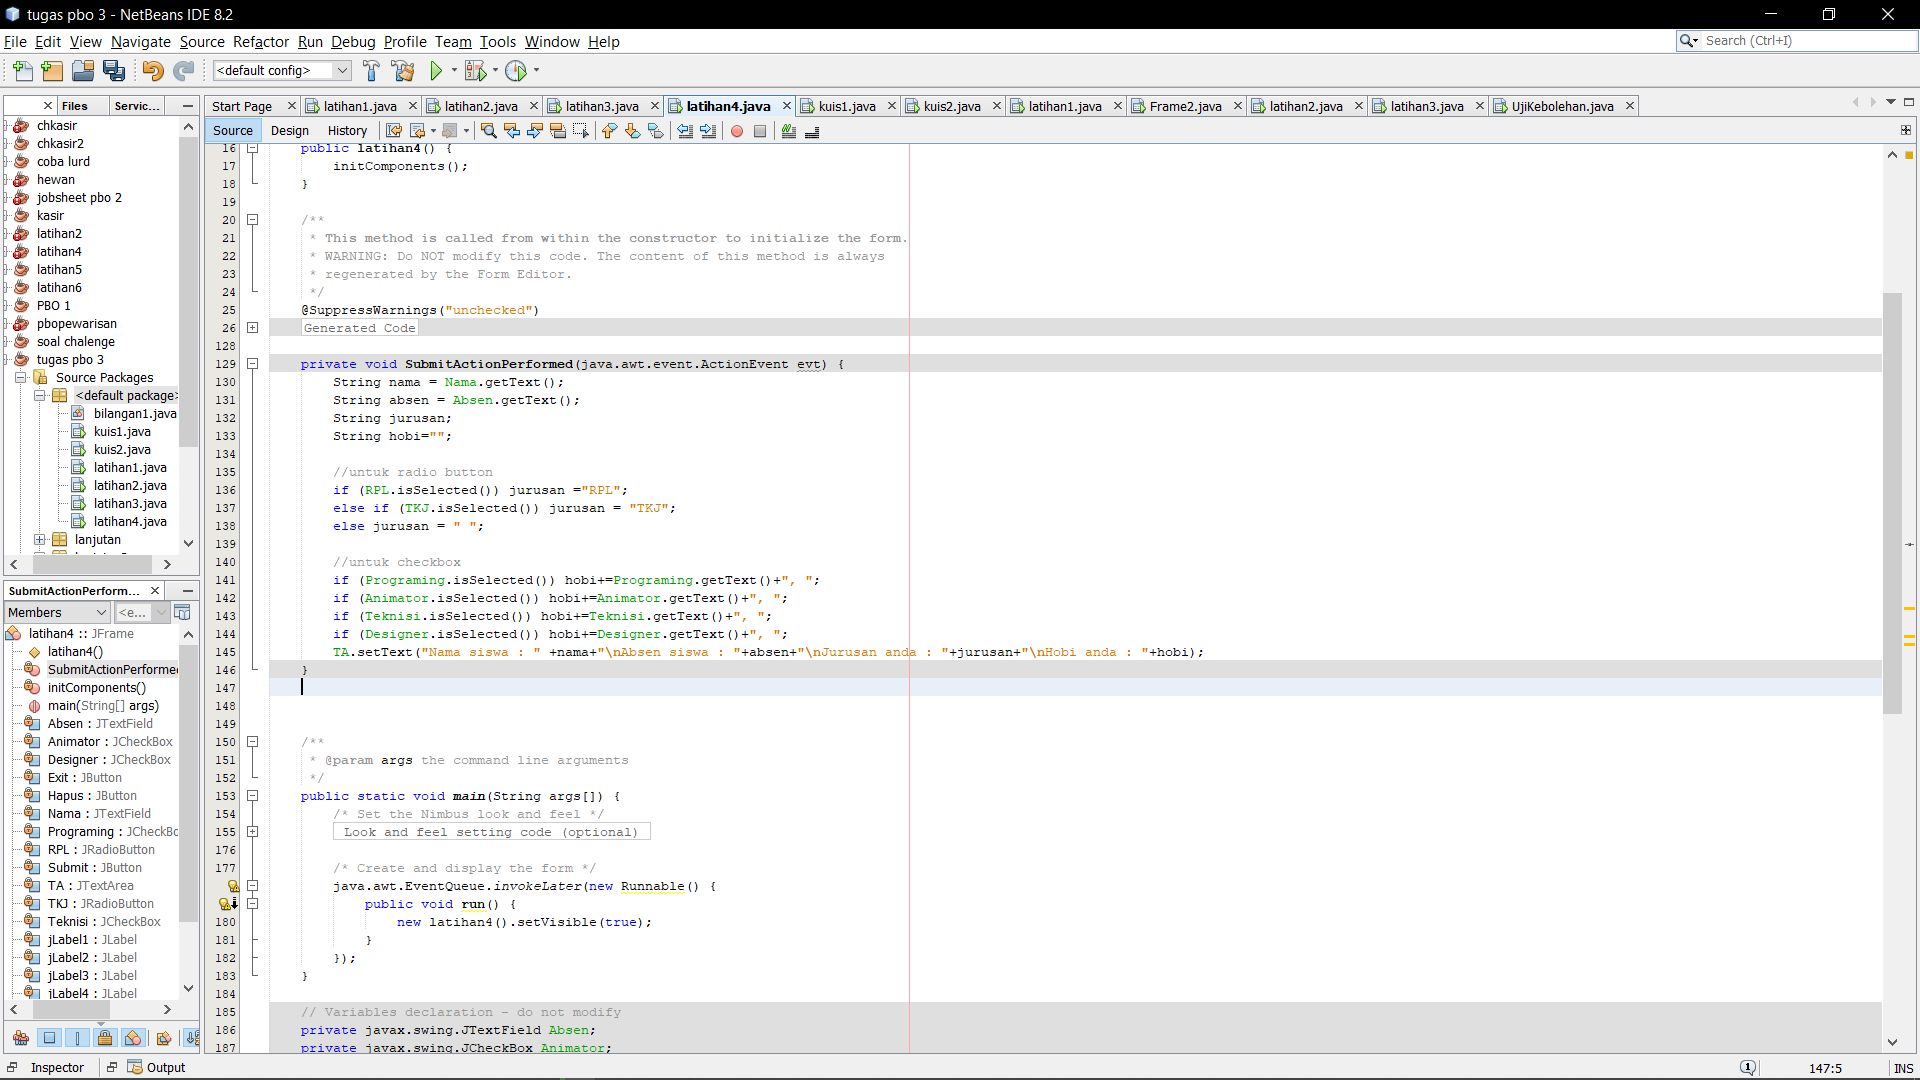 tugas pbo 3 - NetBeans IDE 8.2
File Edit View Navigate Source Refactor Run Debug Profile Team Tools Window Help
Search (Ctrl+I)
<default config>
Files Servic...
Start Page latihan1.java latihan2.java latihan3.java latihan4.java kuis1.java kuis2.java latihan1.java Frame2.java latihan2.java latihan3.java UjiKebolehan.java
Source Design History
chkasir
chkasir2
coba lurd
hewan
jobsheet pbo 2
kasir
latihan2
latihan4
latihan5
latihan6
PBO 1
pbopewarisan
soal chalenge
tugas pbo 3
Source Packages
<default package>
bilangan1.java
kuis1.java
kuis2.java
latihan1.java
latihan2.java
latihan3.java
latihan4.java
lanjutan
SubmitActionPerform...
Members <e...
latihan4 :: JFrame
latihan4()
SubmitActionPerformed
initComponents()
main(String[] args)
Absen : JTextField
Animator : JCheckBox
Designer : JCheckBox
Exit : JButton
Hapus : JButton
Nama : JTextField
Programing : JCheckBo
RPL : JRadioButton
Submit : JButton
TA : JTextArea
TKJ : JRadioButton
Teknisi : JCheckBox
jLabel1 : JLabel
jLabel2 : JLabel
jLabel3 : JLabel
jLabel4 : JLabel
16 public latihan4() {
17 initComponents();
18 }
19
20 /**
21 * This method is called from within the constructor to initialize the form.
22 * WARNING: Do NOT modify this code. The content of this method is always
23 * regenerated by the Form Editor.
24 */
25 @SuppressWarnings("unchecked")
26 Generated Code
128
129 private void SubmitActionPerformed(java.awt.event.ActionEvent evt) {
130 String nama = Nama.getText();
131 String absen = Absen.getText();
132 String jurusan;
133 String hobi="";
134
135 //untuk radio button
136 if (RPL.isSelected()) jurusan ="RPL";
137 else if (TKJ.isSelected()) jurusan = "TKJ";
138 else jurusan = " ";
139
140 //untuk checkbox
141 if (Programing.isSelected()) hobi+=Programing.getText()+", ";
142 if (Animator.isSelected()) hobi+=Animator.getText()+", ";
143 if (Teknisi.isSelected()) hobi+=Teknisi.getText()+", ";
144 if (Designer.isSelected()) hobi+=Designer.getText()+", ";
145 TA.setText("Nama siswa : " +nama+"\nAbsen siswa : "+absen+"\nJurusan anda : "+jurusan+"\nHobi anda : "+hobi);
146 }
147
148
149
150 /**
151 * @param args the command line arguments
152 */
153 public static void main(String args[]) {
154 /* Set the Nimbus look and feel */
155 Look and feel setting code (optional)
176
177 /* Create and display the form */
java.awt.EventQueue.invokeLater(new Runnable() {
public void run() {
180 new latihan4().setVisible(true);
181 }
182 });
183 }
184
185 // Variables declaration - do not modify
186 private javax.swing.JTextField Absen;
187 private javax.swing.JCheckBox Animator;
Inspector Output
147:5 INS